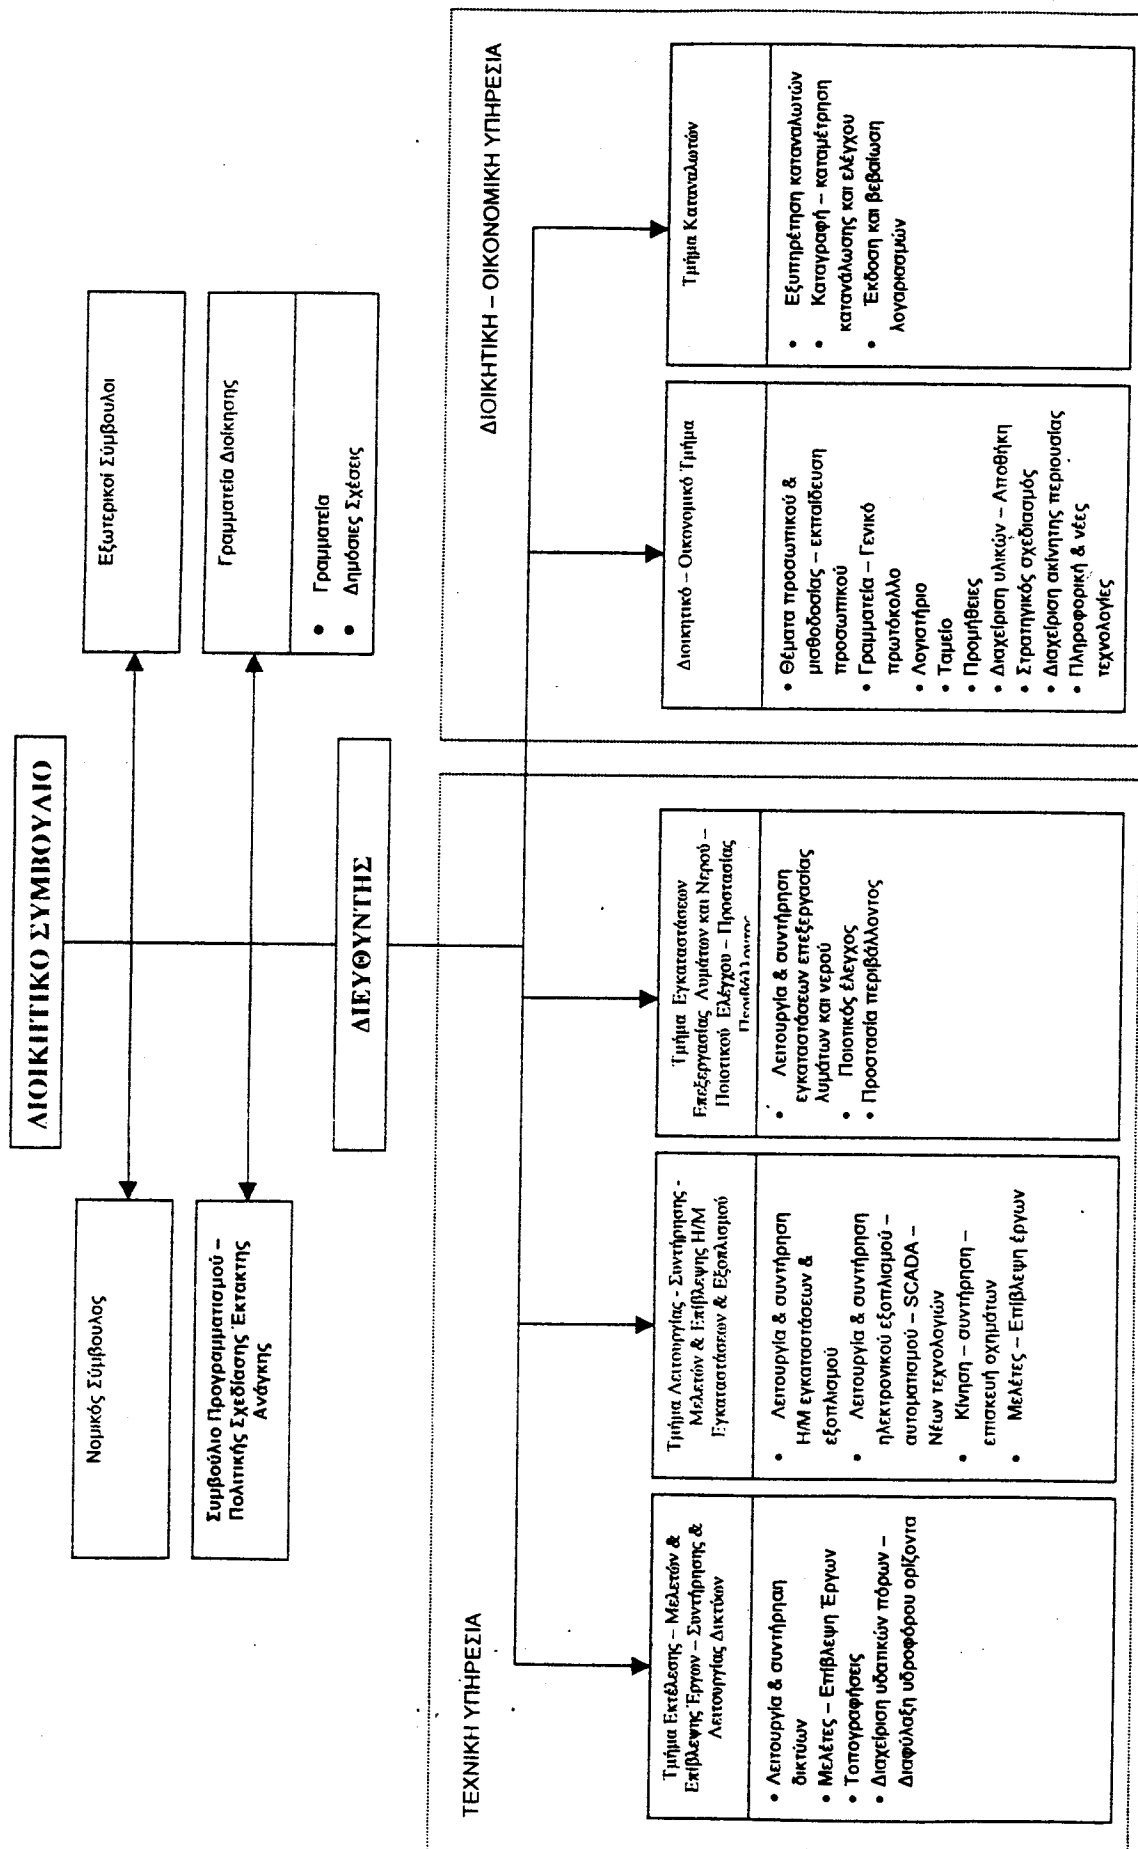 ΔΙΟΙΚΗΤΙΚΟ ΣΥΜΒΟΥΛΙΟ
Νομικός Σύμβουλος
Εξωτερικοί Σύμβουλοι
Συμβούλιο Προγραμματισμού –
Πολιτικής Σχεδίασης Έκτακτης
Ανάγκης
Γραμματεία Διοίκησης
• Γραμματεία
• Δημόσιες Σχέσεις
ΔΙΕΥΘΥΝΤΗΣ
ΤΕΧΝΙΚΗ ΥΠΗΡΕΣΙΑ
Τμήμα Εκτέλεσης – Μελετών &
Επίβλεψης Έργων – Συντήρησης &
Λειτουργίας Δικτύων
• Λειτουργία & συντήρηση
δικτύων
• Μελέτες – Επίβλεψη Έργων
• Τοπογραφήσεις
• Διαχείριση υδατικών πόρων –
Διαφύλαξη υδροφόρου ορίζοντα
Τμήμα Λειτουργίας - Συντήρησης -
Μελετών & Επίβλεψης Η/Μ
Εγκαταστάσεων & Εξοπλισμού
• Λειτουργία & συντήρηση
Η/Μ εγκαταστάσεων &
εξοπλισμού
• Λειτουργία & συντήρηση
ηλεκτρονικού εξοπλισμού –
αυτοματισμού – SCADA –
Νέων τεχνολογιών
• Κίνηση – συντήρηση –
επισκευή οχημάτων
• Μελέτες – Επίβλεψη έργων
Τμήμα Εγκαταστάσεων
Επεξεργασίας Λυμάτων και Νερού –
Ποιοτικού Ελέγχου – Προστασίας
Περιβάλλοντος
• Λειτουργία & συντήρηση
εγκαταστάσεων επεξεργασίας
λυμάτων και νερού
• Ποιοτικός έλεγχος
• Προστασία περιβάλλοντος
ΔΙΟΙΚΗΤΙΚΗ – ΟΙΚΟΝΟΜΙΚΗ ΥΠΗΡΕΣΙΑ
Διοικητικό – Οικονομικό Τμήμα
• Θέματα προσωπικού &
μισθοδοσίας – εκπαίδευση
προσωπικού
• Γραμματεία – Γενικό
πρωτόκολλο
• Λογιστήριο
• Ταμείο
• Προμήθειες
• Διαχείριση υλικών – Αποθήκη
• Στρατηγικός σχεδιασμός
• Διαχείριση ακίνητης περιουσίας
• Πληροφορική & νέες
τεχνολογίες
Τμήμα Καταναλωτών
• Εξυπηρέτηση καταναλωτών
• Καταγραφή – καταμέτρηση
κατανάλωσης και ελέγχου
• Έκδοση και βεβαίωση
λογαριασμών